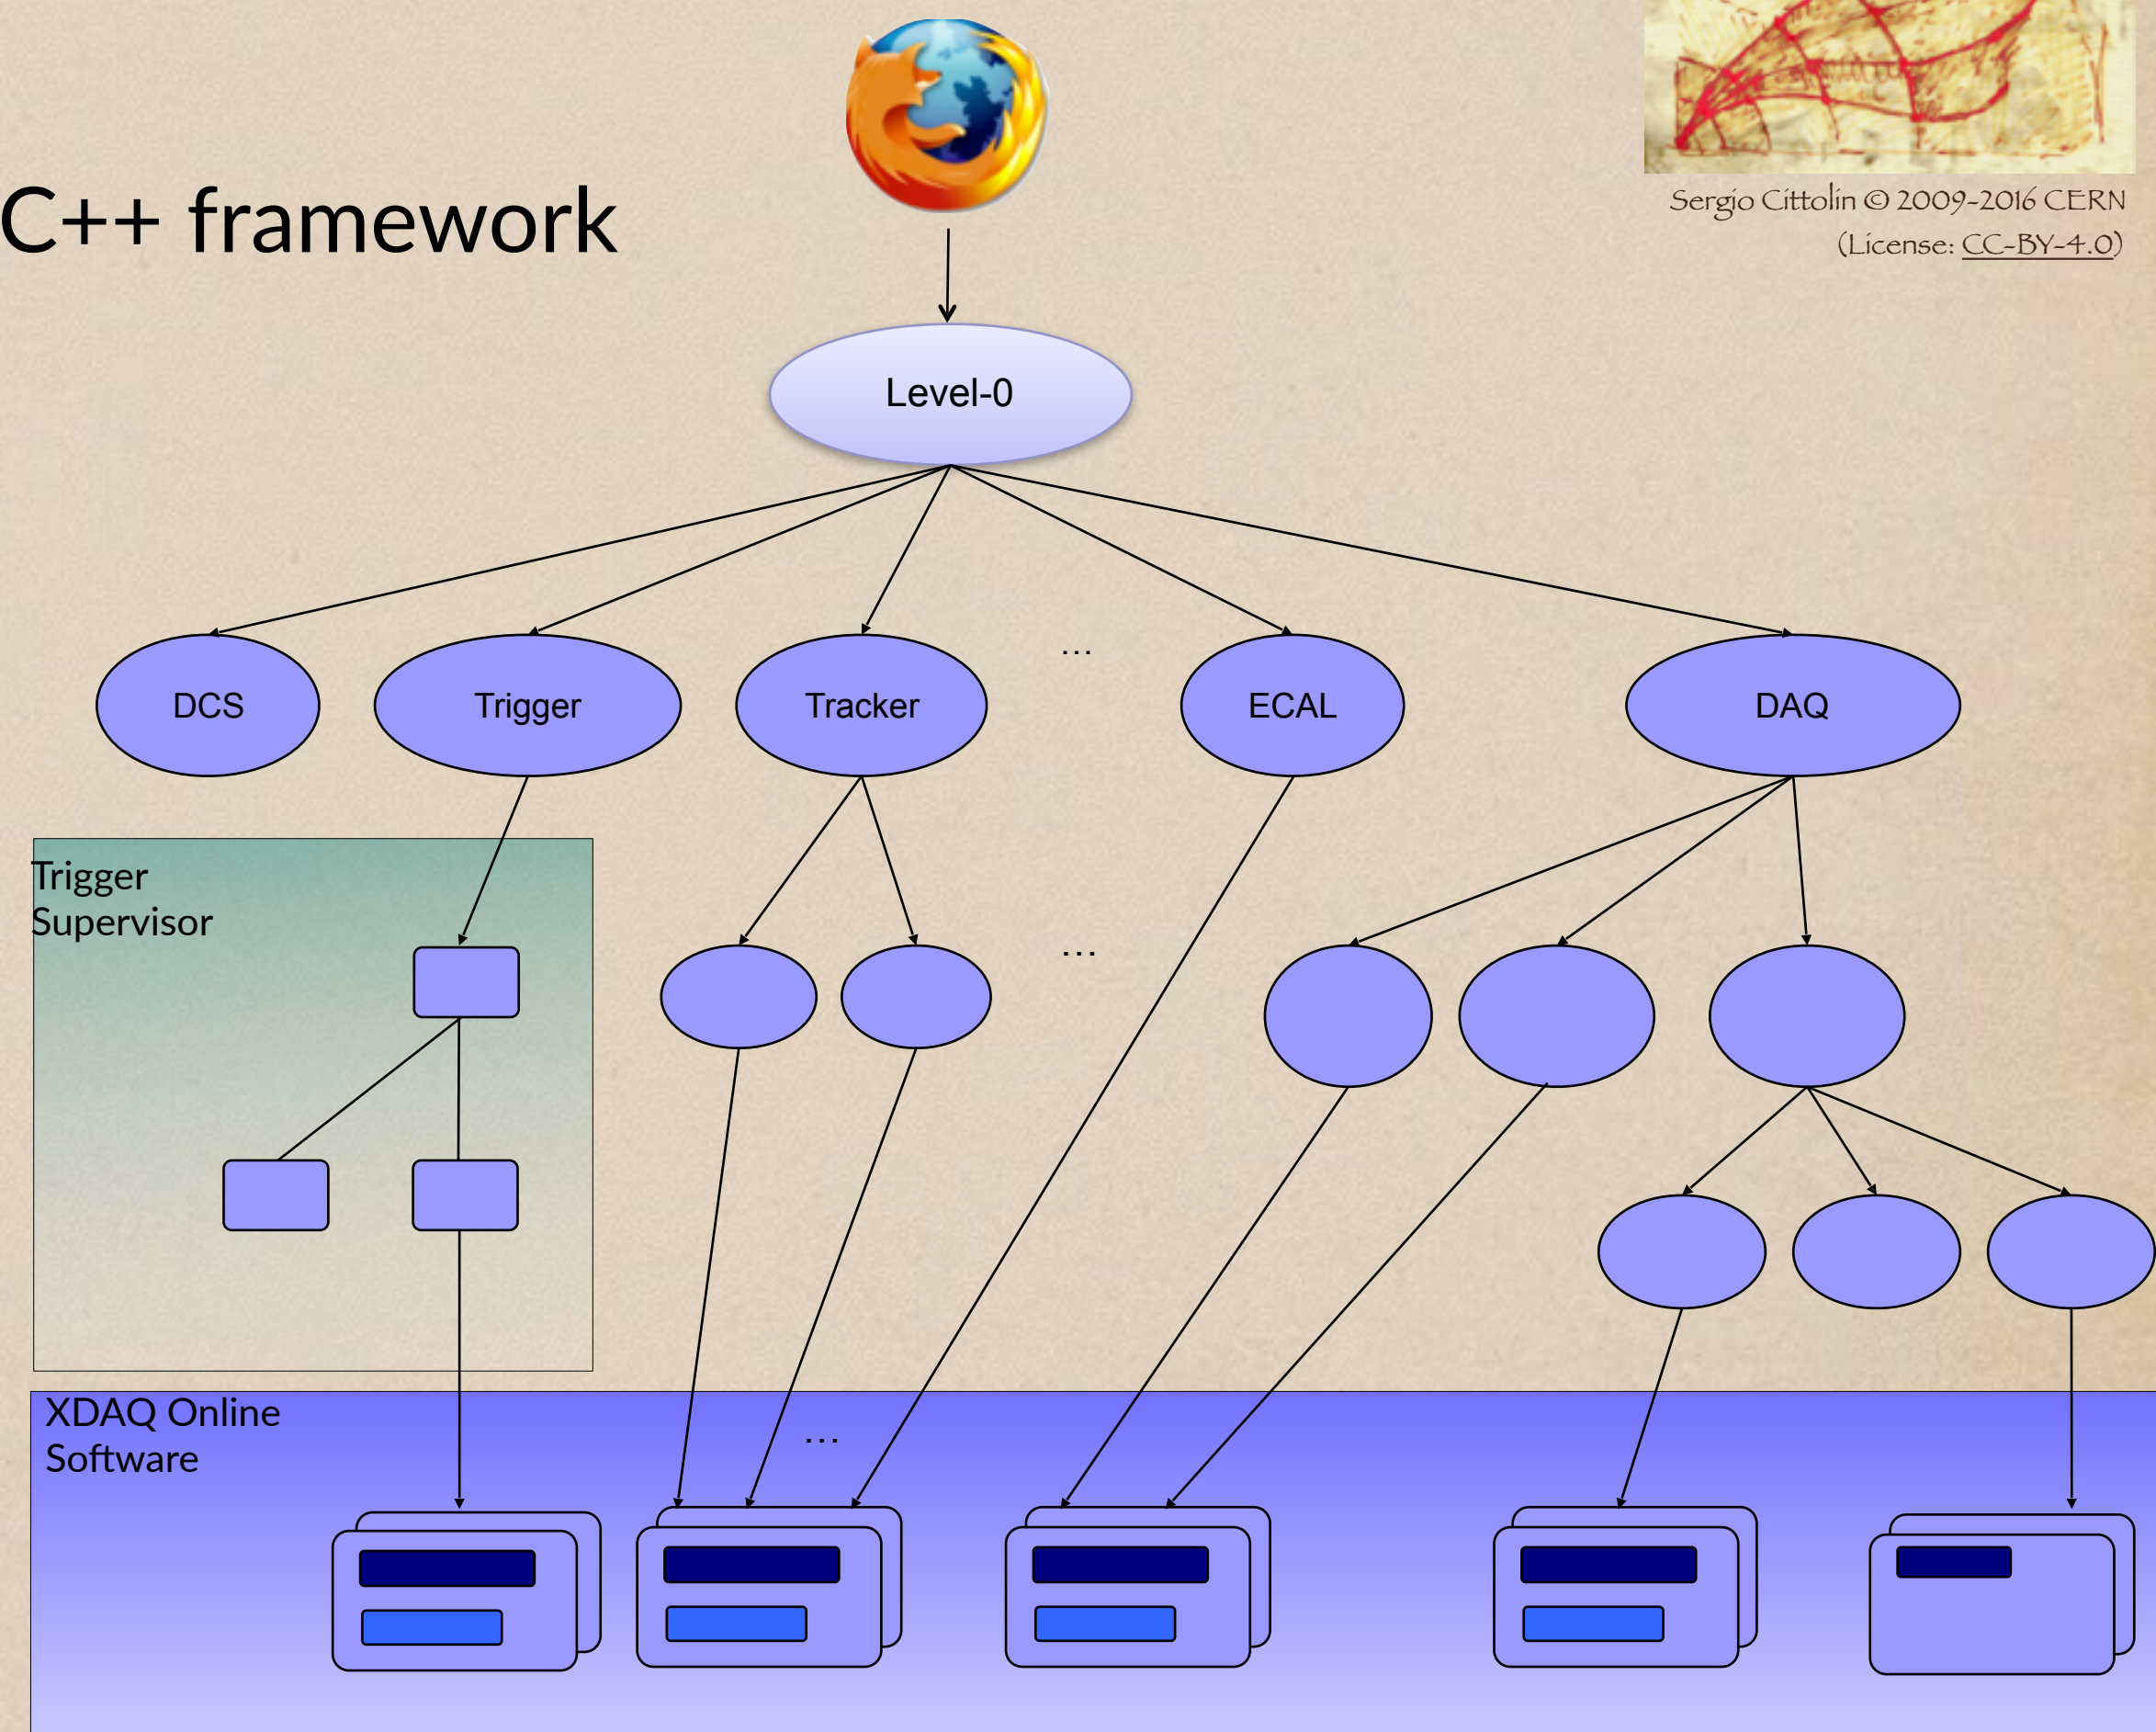 C++ framework
Sergio Cittolin © 2009-2016 CERN
(License: CC-BY-4.0)
Level-0
DCS
Trigger
Tracker
...
ECAL
DAQ
Trigger
Supervisor
...
XDAQ Online
Software
...